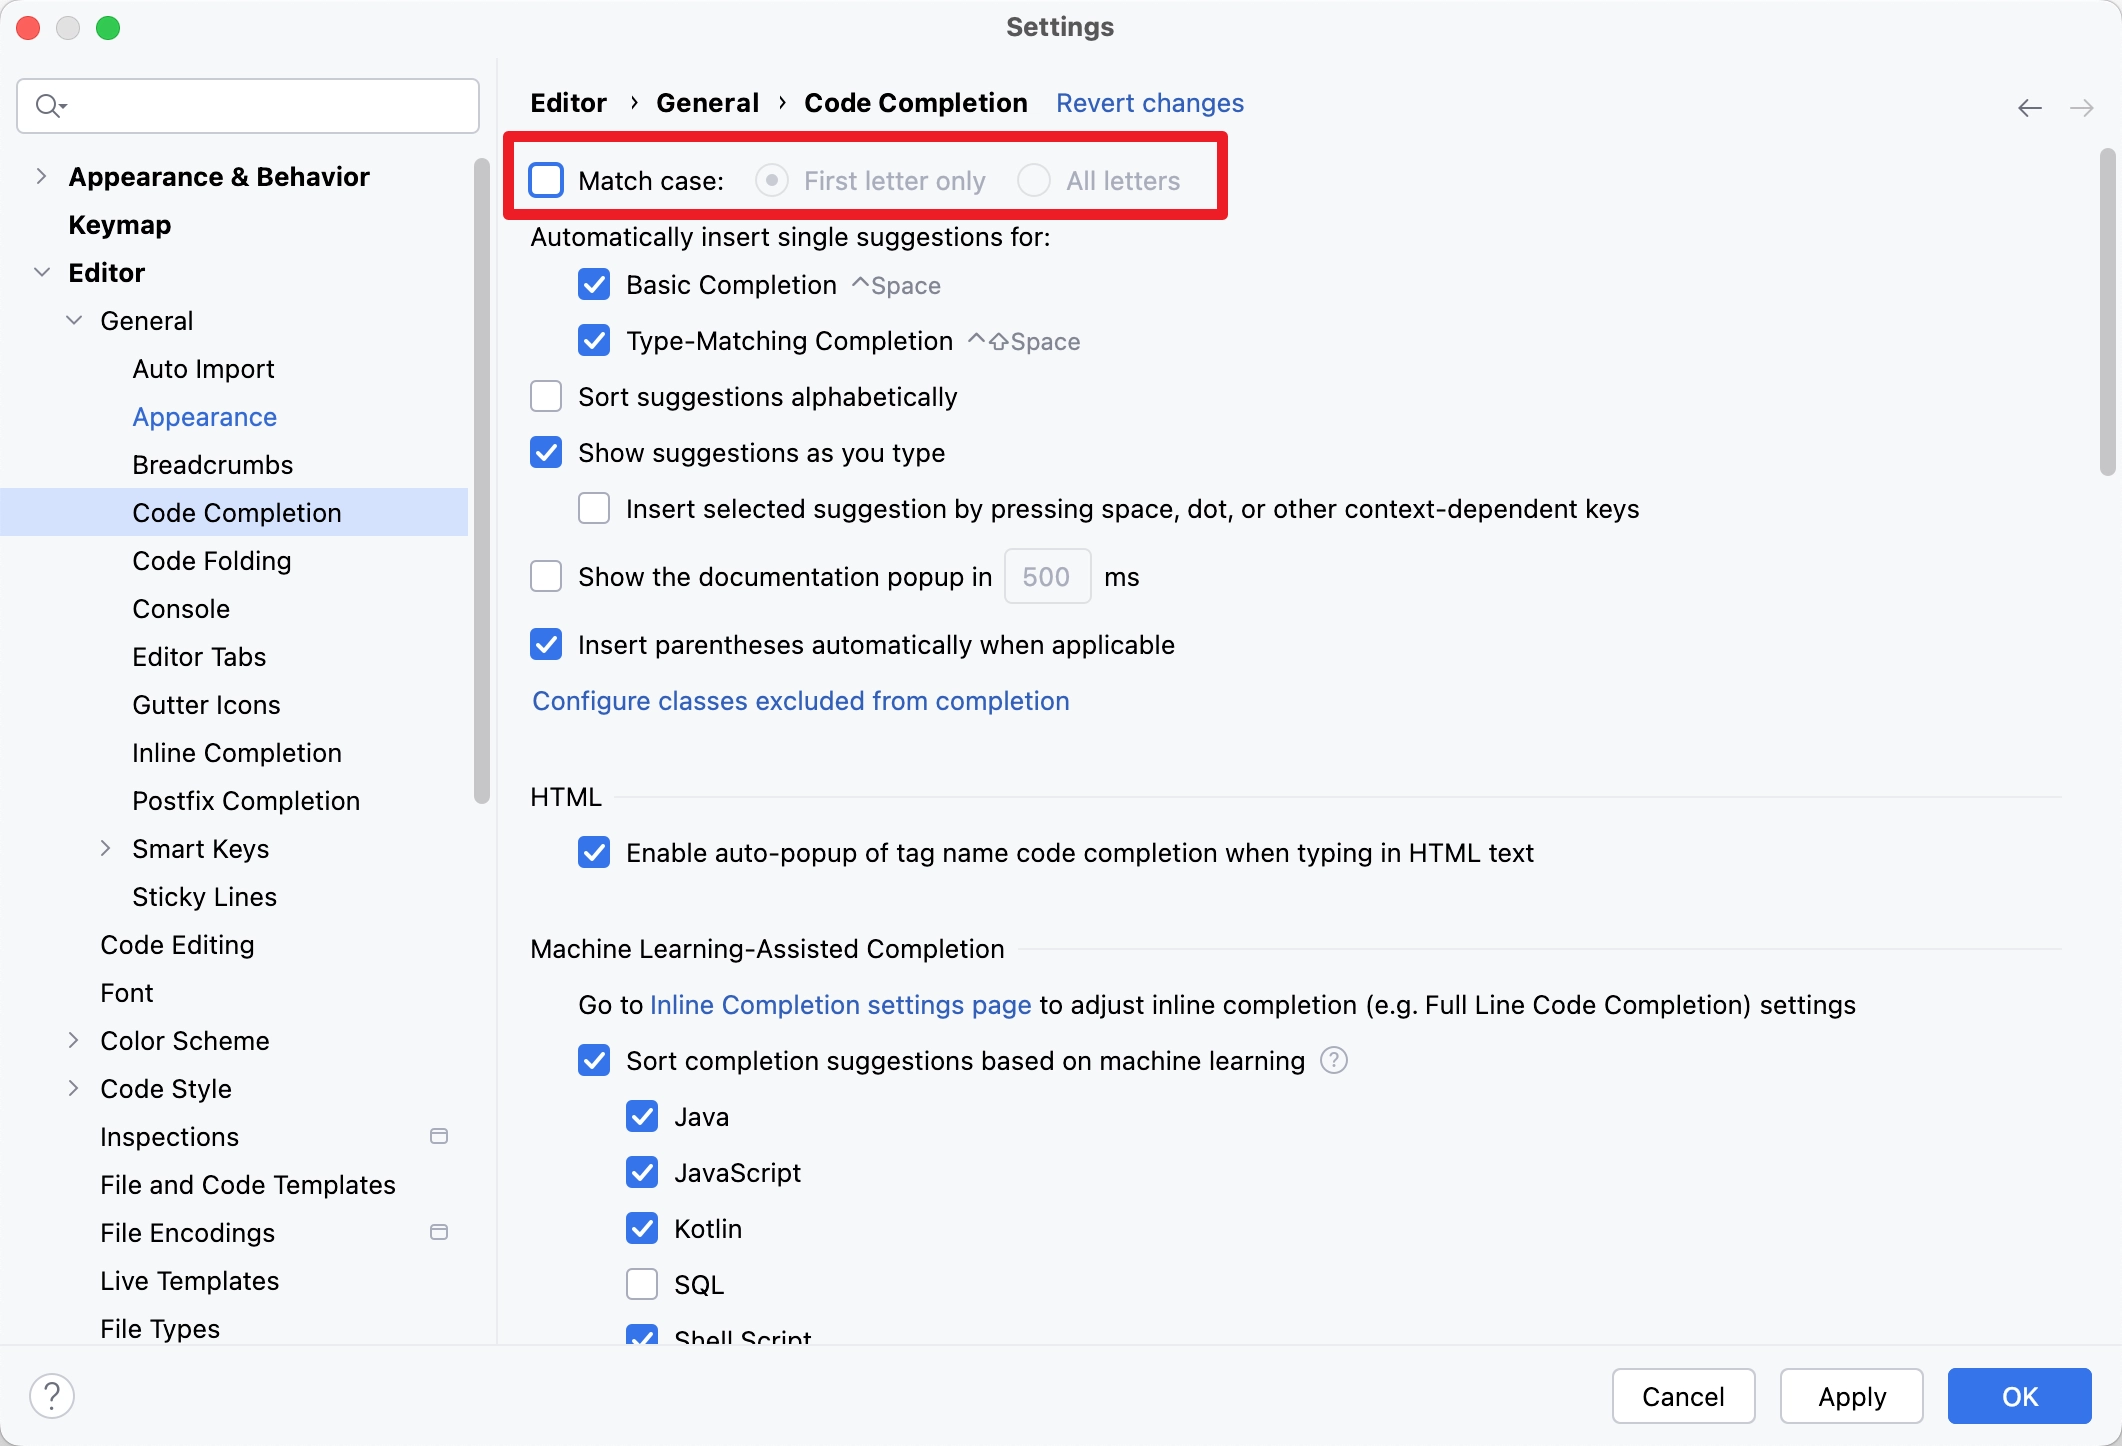 Settings
Appearance & Behavior
Keymap
Editor
General
Auto Import
Appearance
Breadcrumbs
Code Completion
Code Folding
Console
Editor Tabs
Gutter Icons
Inline Completion
Postfix Completion
Smart Keys
Sticky Lines
Code Editing
Font
Color Scheme
Code Style
Inspections
File and Code Templates
File Encodings
Live Templates
File Types
Editor › General › Code Completion Revert changes
Match case: First letter only All letters
Automatically insert single suggestions for:
Basic Completion ^Space
Type-Matching Completion ^⇧Space
Sort suggestions alphabetically
Show suggestions as you type
Insert selected suggestion by pressing space, dot, or other context-dependent keys
Show the documentation popup in 500 ms
Insert parentheses automatically when applicable
Configure classes excluded from completion
HTML
Enable auto-popup of tag name code completion when typing in HTML text
Machine Learning-Assisted Completion
Go to Inline Completion settings page to adjust inline completion (e.g. Full Line Code Completion) settings
Sort completion suggestions based on machine learning ?
Java
JavaScript
Kotlin
SQL
Shell Script
? Cancel Apply OK